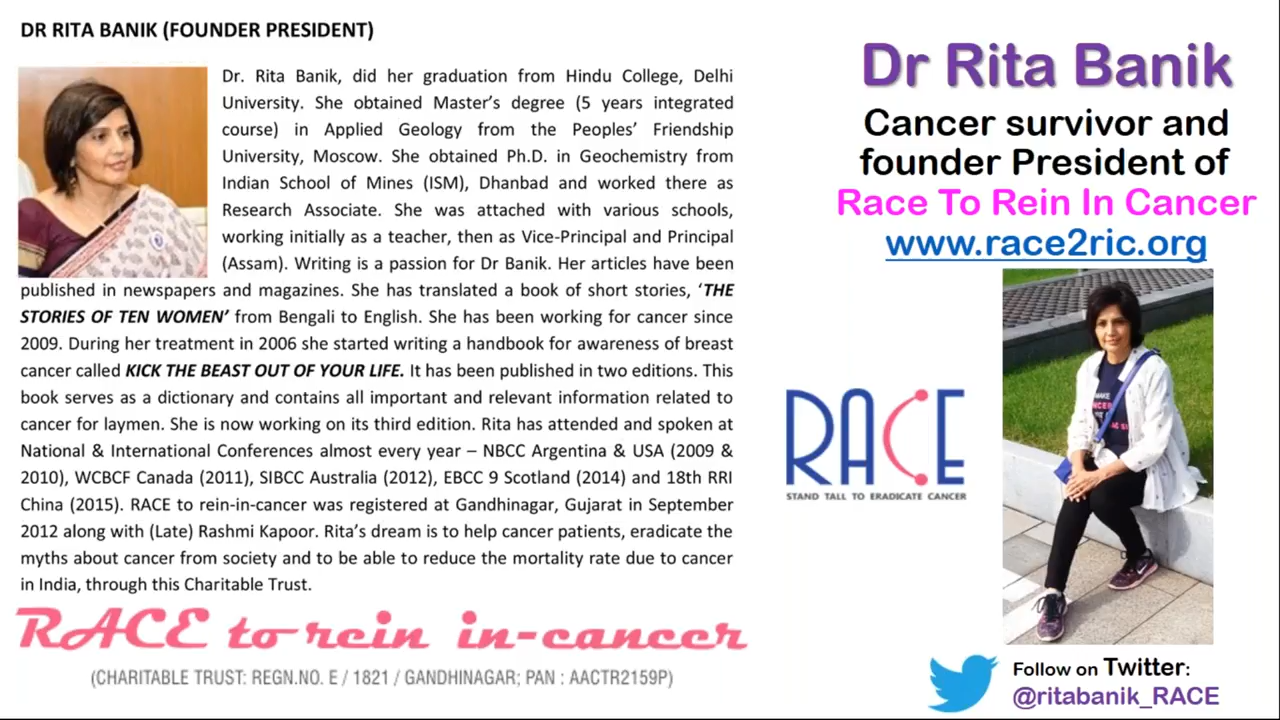 DR RITA BANIK (FOUNDER PRESIDENT)
Dr. Rita Banik, did her graduation from Hindu College, Delhi
University. She obtained Master's degree (5 years integrated
course) in Applied Geology from the Peoples' Friendship
University, Moscow. She obtained Ph.D. in Geochemistry from
Indian School of Mines (ISM), Dhanbad and worked there as
Research Associate. She was attached with various schools,
working initially as a teacher, then as Vice-Principal and Principal
(Assam). Writing is a passion for Dr Banik. Her articles have been
published in newspapers and magazines. She has translated a book of short stories, 'THE
STORIES OF TEN WOMEN' from Bengali to English. She has been working for cancer since
2009. During her treatment in 2006 she started writing a handbook for awareness of breast
cancer called KICK THE BEAST OUT OF YOUR LIFE. It has been published in two editions. This
book serves as a dictionary and contains all important and relevant information related to
cancer for laymen. She is now working on its third edition. Rita has attended and spoken at
National & International Conferences almost every year – NBCC Argentina & USA (2009 &
2010), WCBCF Canada (2011), SIBCC Australia (2012), EBCC 9 Scotland (2014) and 18th RRI
China (2015). RACE to rein-in-cancer was registered at Gandhinagar, Gujarat in September
2012 along with (Late) Rashmi Kapoor. Rita's dream is to help cancer patients, eradicate the
myths about cancer from society and to be able to reduce the mortality rate due to cancer
in India, through this Charitable Trust.
RACE to rein in-cancer
(CHARITABLE TRUST: REGN.NO. E / 1821 / GANDHINAGAR; PAN : AACTR2159P)
Dr Rita Banik
Cancer survivor and
founder President of
Race To Rein In Cancer
www.race2ric.org
RACE
STAND TALL TO ERADICATE CANCER
Follow on Twitter:
@ritabanik_RACE